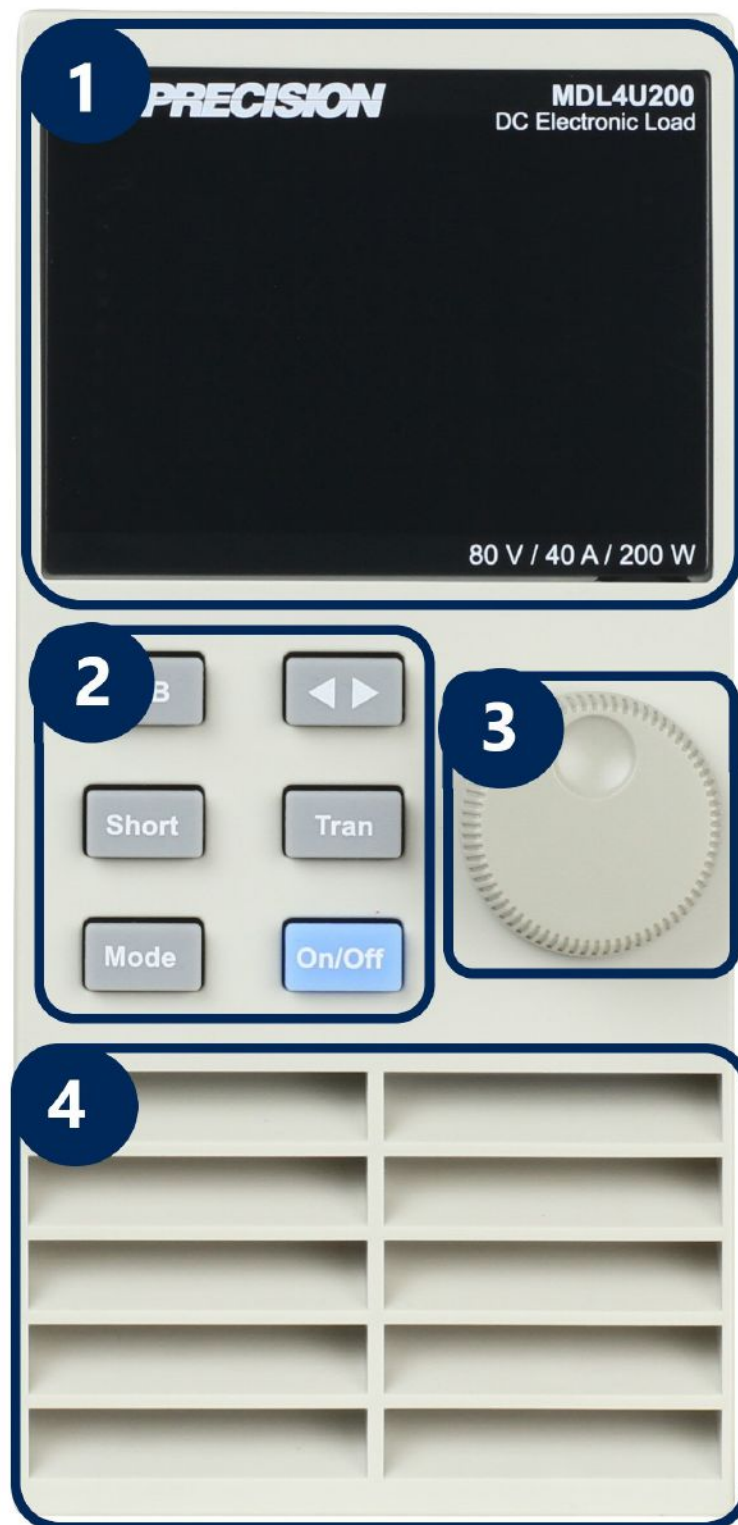 1
PRECISION
MDL4U200
DC Electronic Load
80 V / 40 A / 200 W
2
B
3
Short
Tran
Mode
On/Off
4